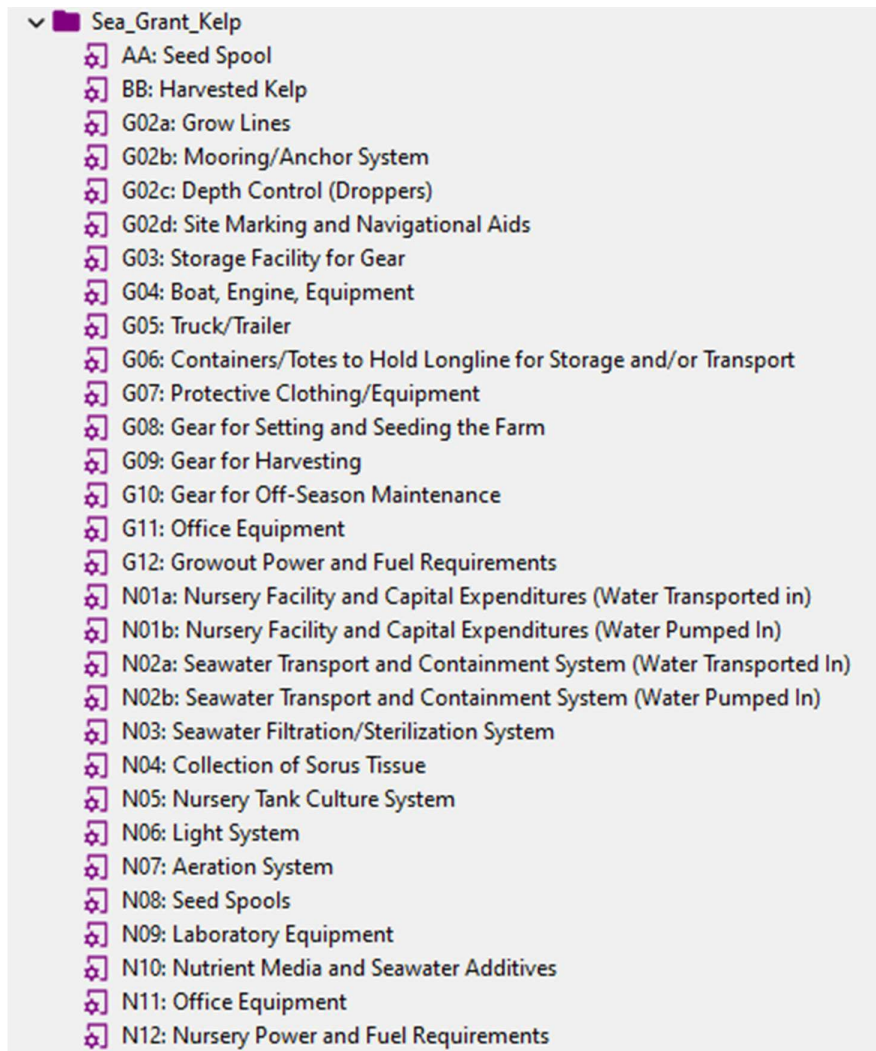 Sea_Grant_Kelp
AA: Seed Spool
BB: Harvested Kelp
G02a: Grow Lines
G02b: Mooring/Anchor System
G02c: Depth Control (Droppers)
G02d: Site Marking and Navigational Aids
G03: Storage Facility for Gear
G04: Boat, Engine, Equipment
G05: Truck/Trailer
G06: Containers/Totes to Hold Longline for Storage and/or Transport
G07: Protective Clothing/Equipment
G08: Gear for Setting and Seeding the Farm
G09: Gear for Harvesting
G10: Gear for Off-Season Maintenance
G11: Office Equipment
G12: Growout Power and Fuel Requirements
N01a: Nursery Facility and Capital Expenditures (Water Transported in)
N01b: Nursery Facility and Capital Expenditures (Water Pumped In)
N02a: Seawater Transport and Containment System (Water Transported In)
N02b: Seawater Transport and Containment System (Water Pumped In)
N03: Seawater Filtration/Sterilization System
N04: Collection of Sorus Tissue
N05: Nursery Tank Culture System
N06: Light System
N07: Aeration System
N08: Seed Spools
N09: Laboratory Equipment
N10: Nutrient Media and Seawater Additives
N11: Office Equipment
N12: Nursery Power and Fuel Requirements